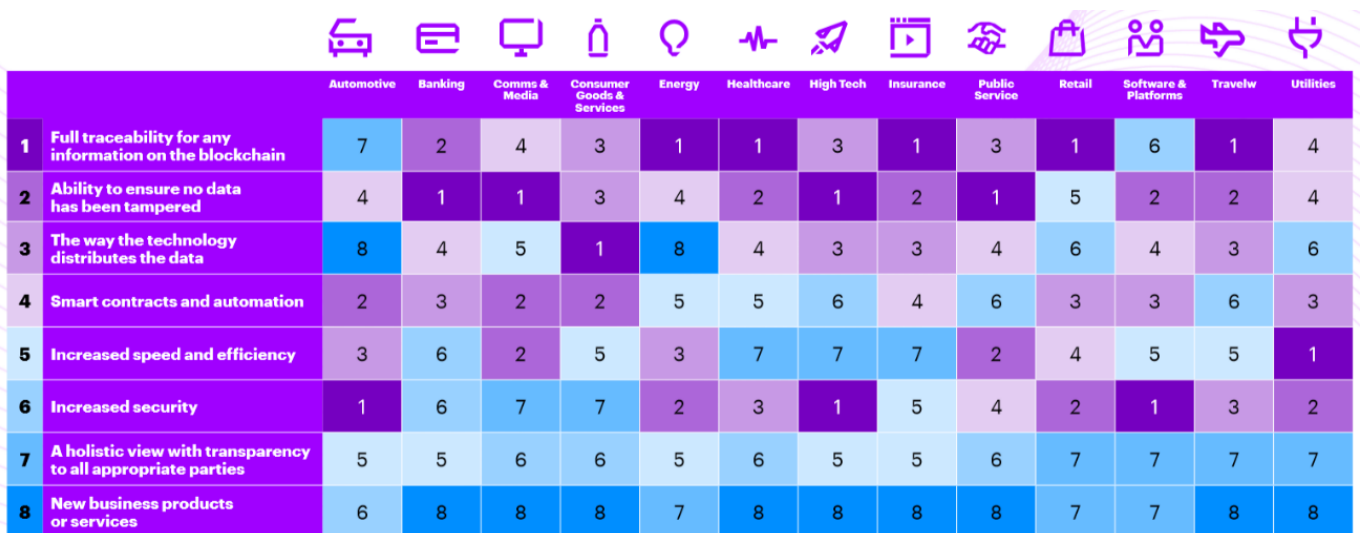 Automotive
Banking
Comms &
Media
Consumer
Goods &
Services
Energy
Healthcare
High Tech
Insurance
Public
Service
Retail
Software &
Platforms
Travelw
Utilities
1 Full traceability for any
information on the blockchain
7 2 4 3 1 1 3 1 3 1 6 1 4
2 Ability to ensure no data
has been tampered
4 1 1 3 4 2 1 2 1 5 2 2 4
3 The way the technology
distributes the data
8 4 5 1 8 4 3 3 4 6 4 3 6
4 Smart contracts and automation 2 3 2 2 5 5 6 4 6 3 3 6 3
5 Increased speed and efficiency 3 6 2 5 3 7 7 7 2 4 5 5 1
6 Increased security 1 6 7 7 2 3 1 5 4 2 1 3 2
7 A holistic view with transparency
to all appropriate parties
5 5 6 6 5 6 5 5 6 7 7 7 7
8 New business products
or services
6 8 8 8 7 8 8 8 8 7 7 8 8